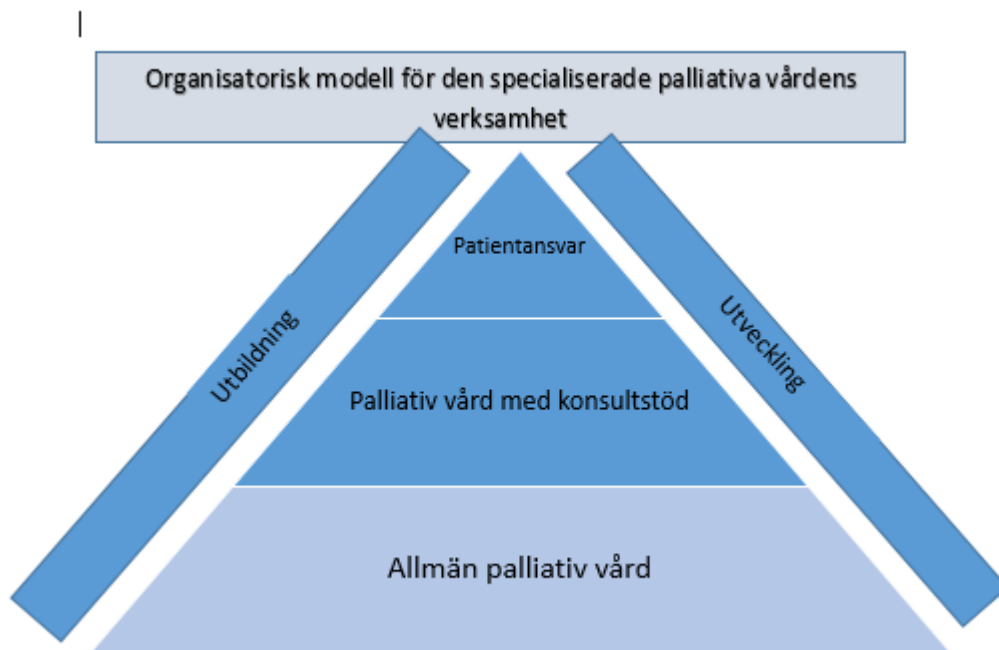 Organisatorisk modell för den specialiserade palliativa vårdens
verksamhet
Patientansvar
Utbildning
Utveckling
Palliativ vård med konsultstöd
Allmän palliativ vård